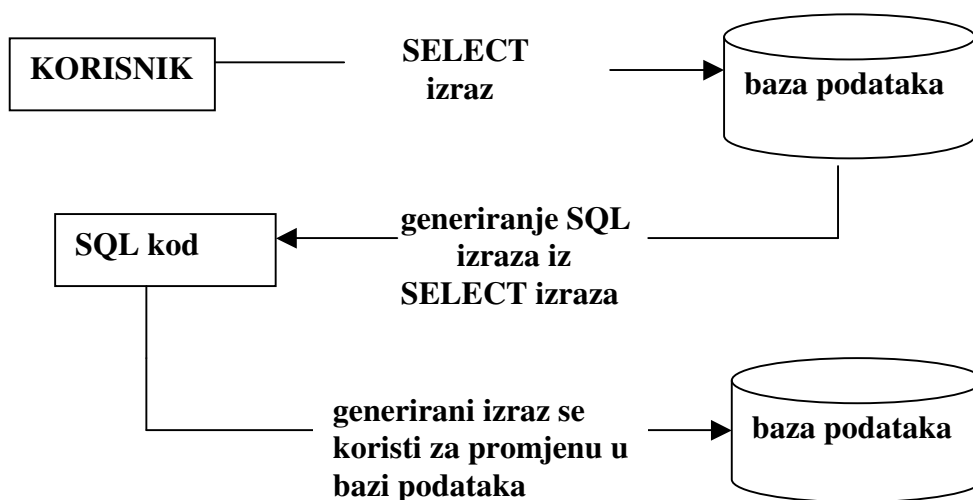 KORISNIK
SELECT
izraz
baza podataka
SQL kod
generiranje SQL
izraza iz
SELECT izraza
generirani izraz se
koristi za promjenu u
bazi podataka
baza podataka